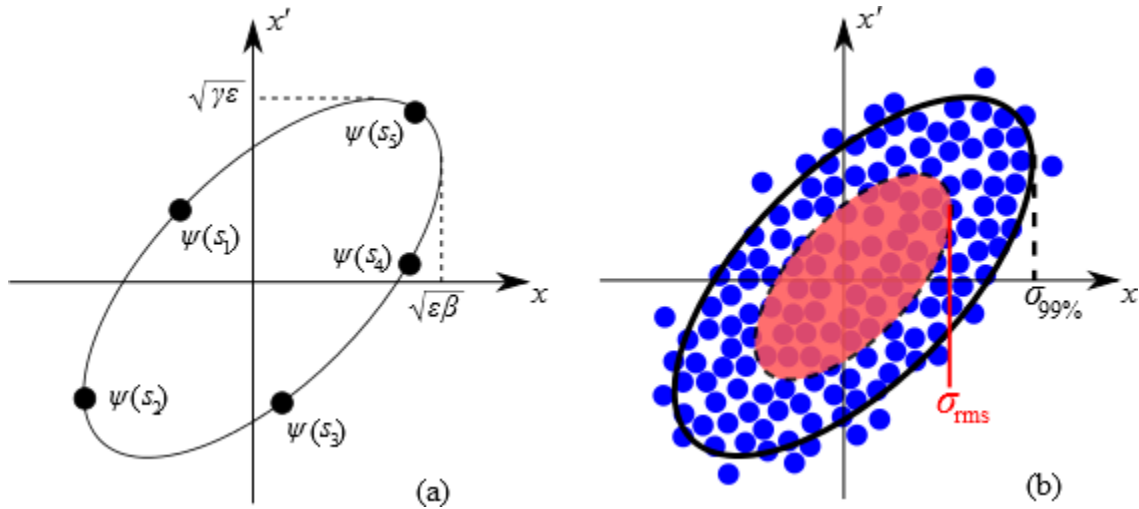 x′
√γε
ψ(s₅)
ψ(s₁)
ψ(s₄)
x
√εβ
ψ(s₂)
ψ(s₃)
(a)
x′
x
σ99%
σrms
(b)